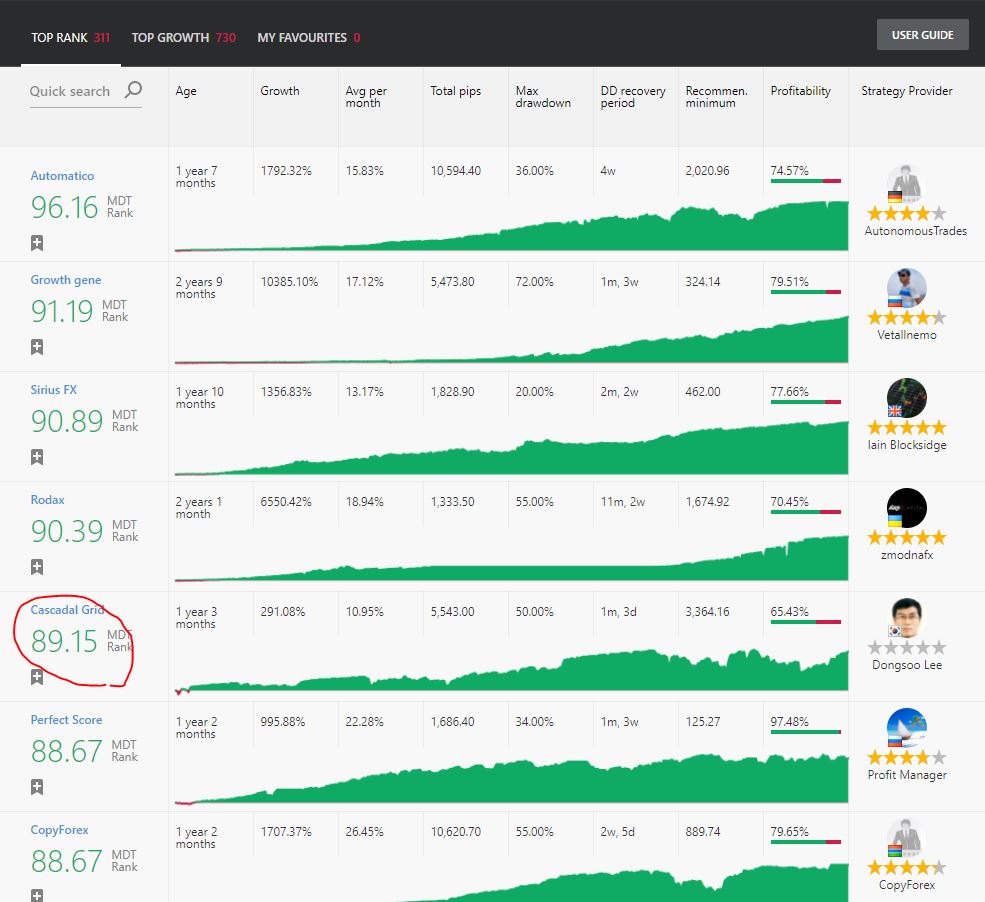 TOP RANK 311 TOP GROWTH 730 MY FAVOURITES 0 USER GUIDE
Quick search Age Growth Avg per month Total pips Max drawdown DD recovery period Recommen. minimum Profitability Strategy Provider
Automatico
96.16 MDT Rank
1 year 7 months 1792.32% 15.83% 10,594.40 36.00% 4w 2,020.96 74.57%
AutonomousTrades
Growth gene
91.19 MDT Rank
2 years 9 months 10385.10% 17.12% 5,473.80 72.00% 1m, 3w 324.14 79.51%
Vetallnemo
Sirius FX
90.89 MDT Rank
1 year 10 months 1356.83% 13.17% 1,828.90 20.00% 2m, 2w 462.00 77.66%
Iain Blocksidge
Rodax
90.39 MDT Rank
2 years 1 month 6550.42% 18.94% 1,333.50 55.00% 11m, 2w 1,674.92 70.45%
zmodnafx
Cascadal Grid
89.15 MDT Rank
1 year 3 months 291.08% 10.95% 5,543.00 50.00% 1m, 3d 3,364.16 65.43%
Dongsoo Lee
Perfect Score
88.67 MDT Rank
1 year 2 months 995.88% 22.28% 1,686.40 34.00% 1m, 3w 125.27 97.48%
Profit Manager
CopyForex
88.67 MDT Rank
1 year 2 months 1707.37% 26.45% 10,620.70 55.00% 2w, 5d 889.74 79.65%
CopyForex